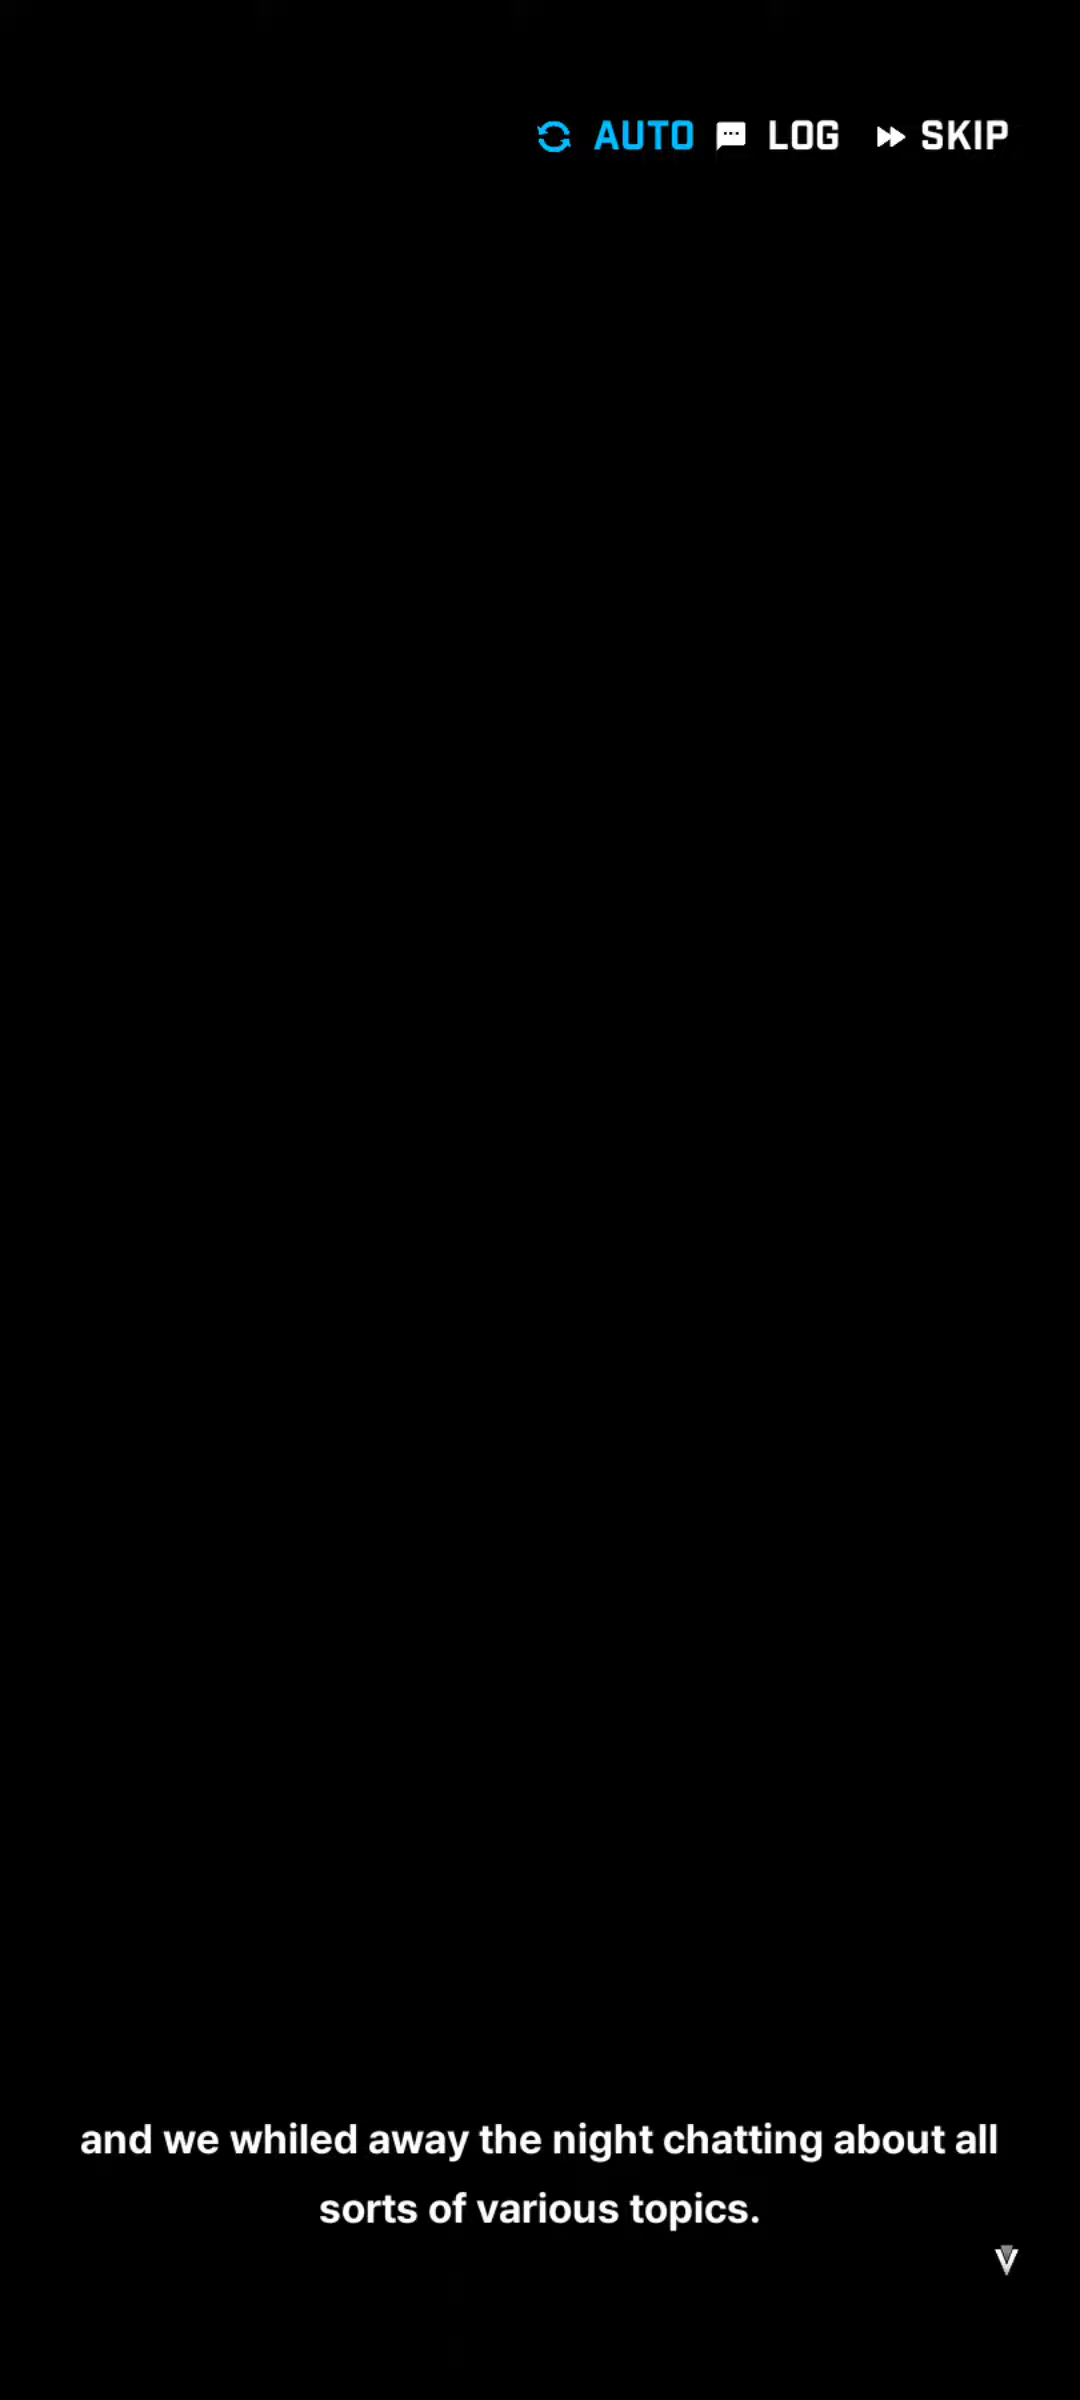 AUTO LOG SKIP
and we whiled away the night chatting about all
sorts of various topics.